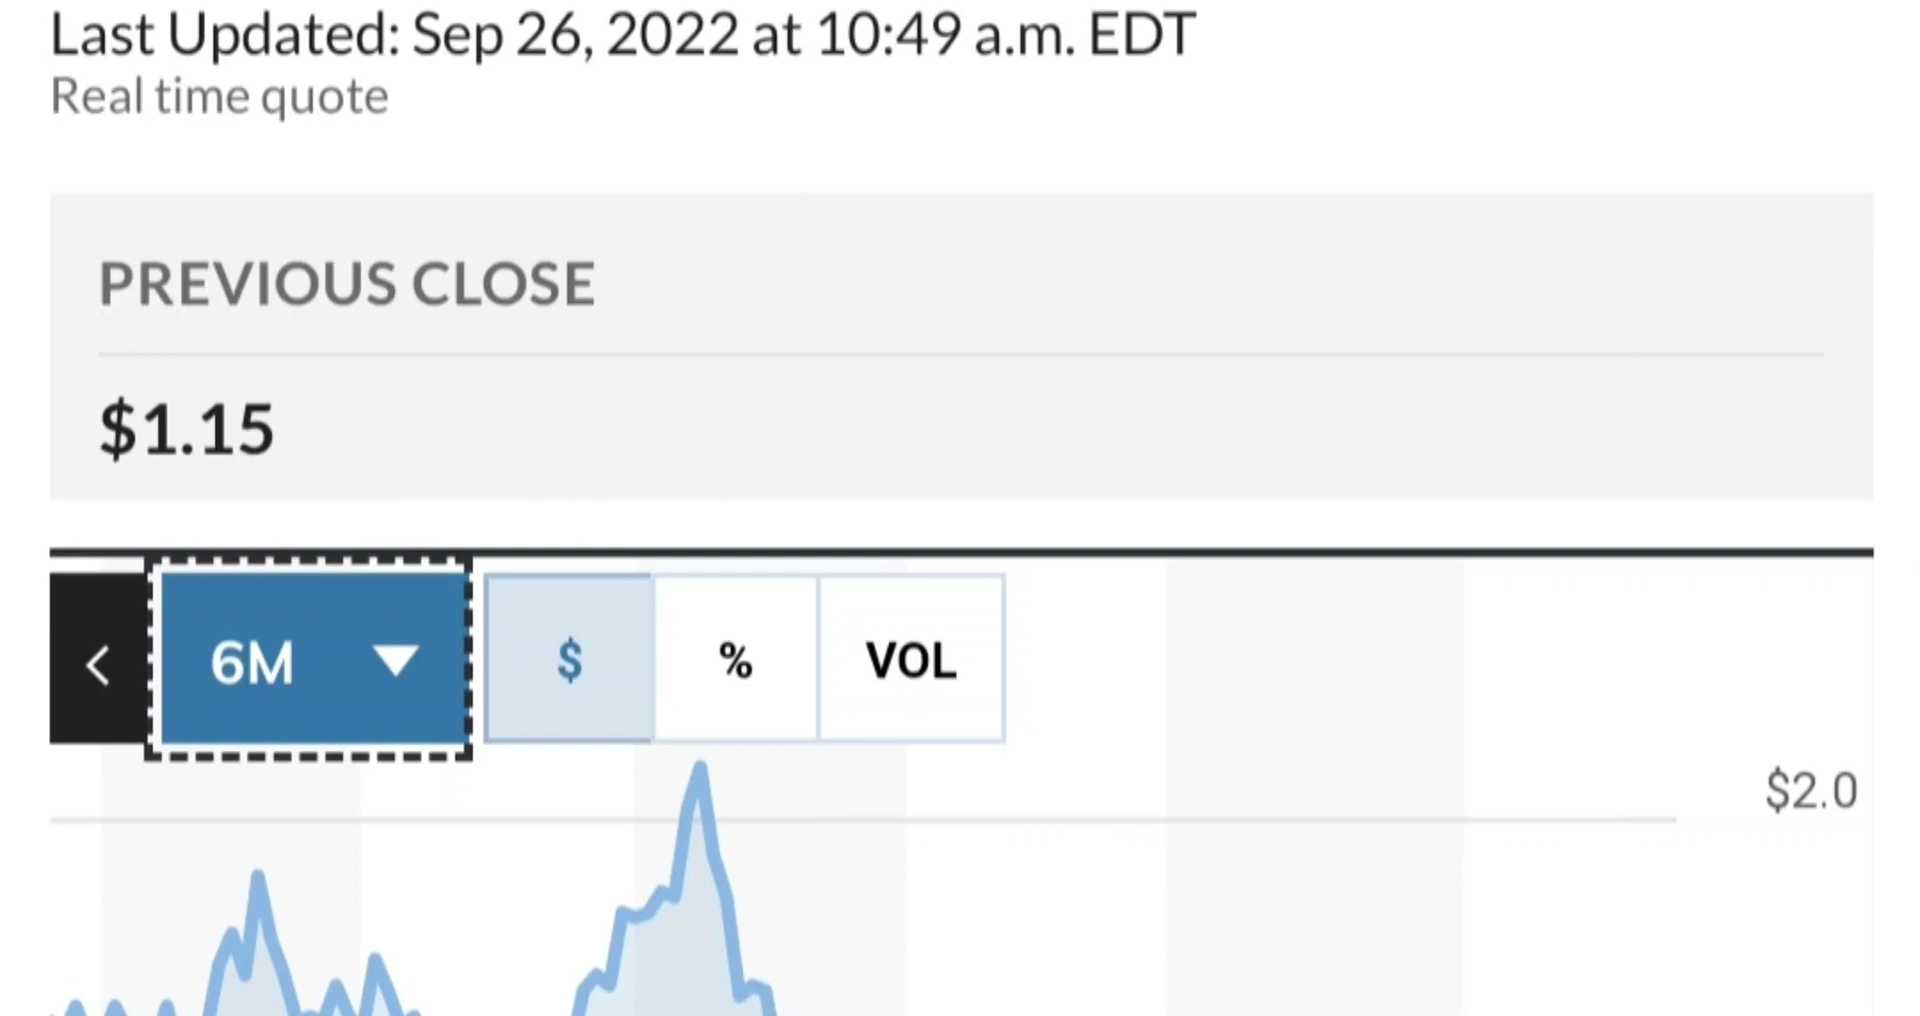 Last Updated: Sep 26, 2022 at 10:49 a.m. EDT
Real time quote
PREVIOUS CLOSE
$1.15
6M $ % VOL
$2.0